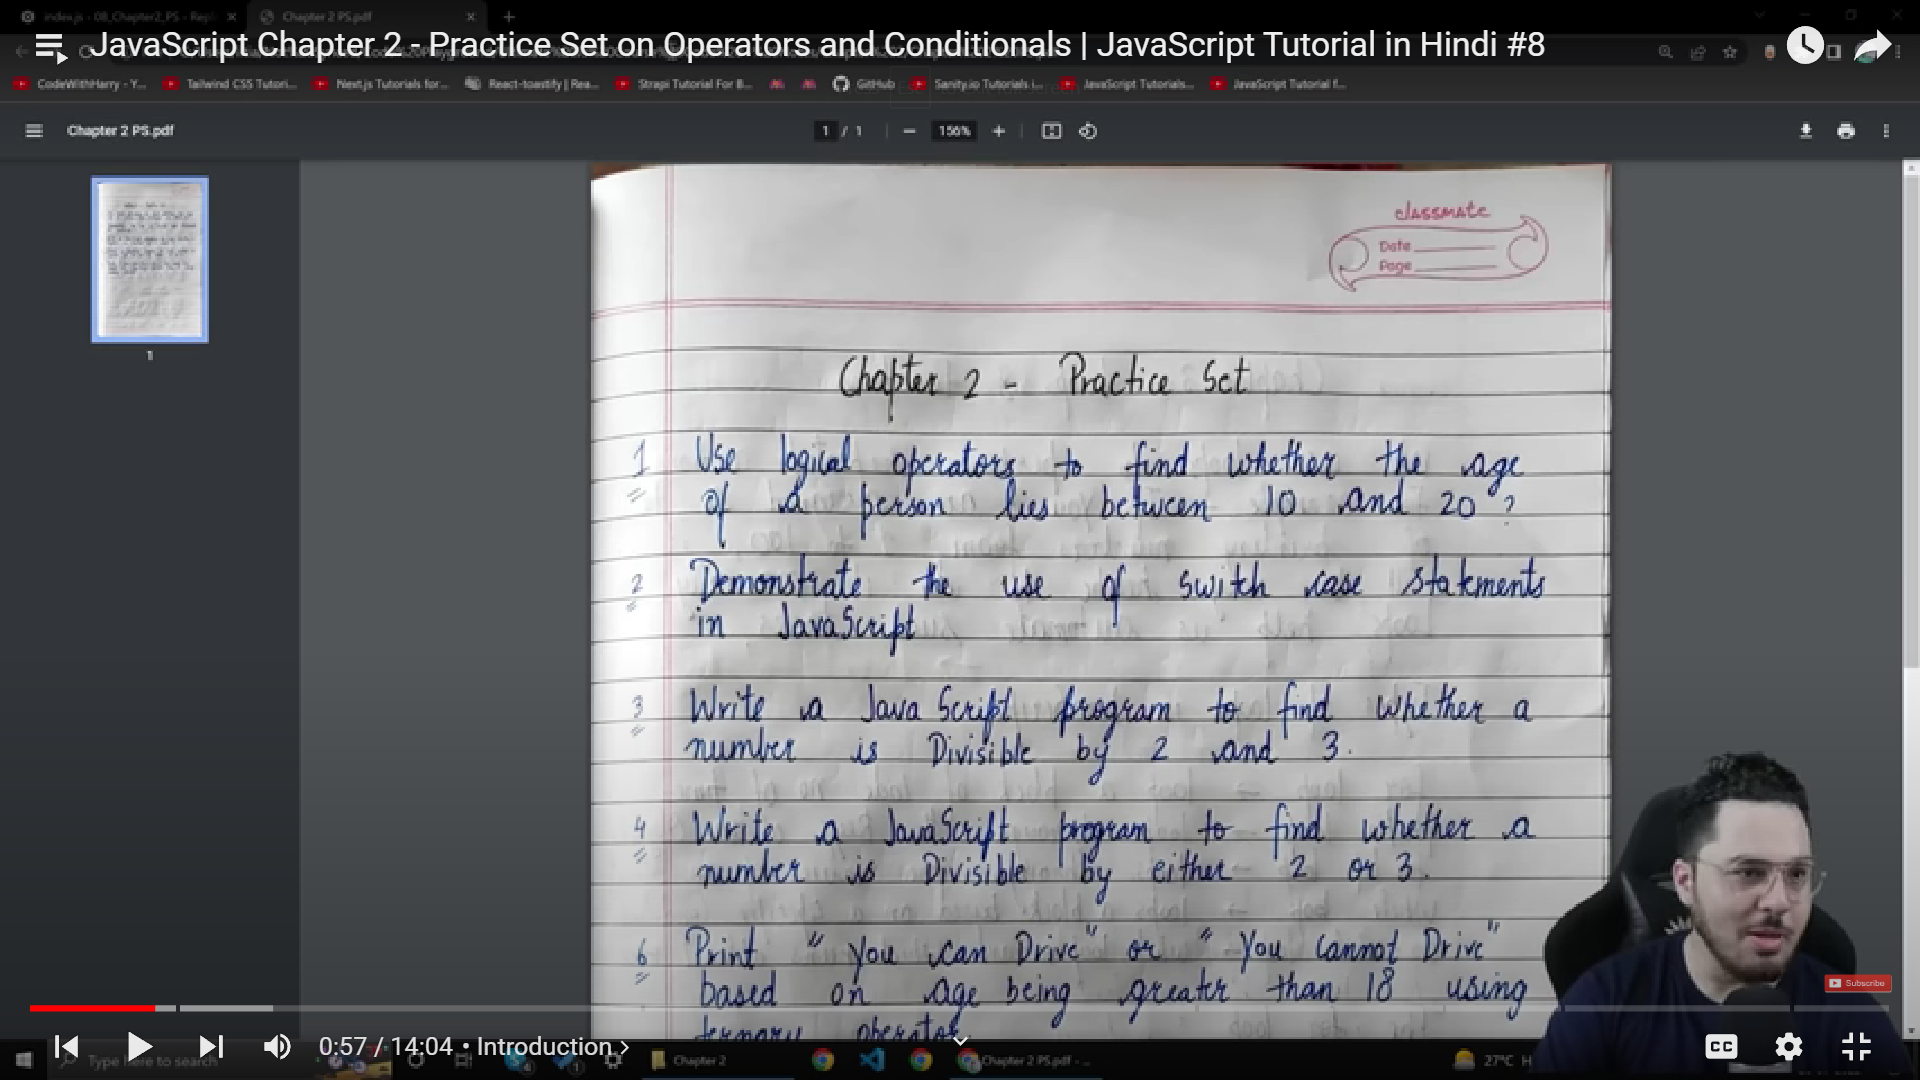 index.js - 08_Chapter2_PS - Repl
Chapter 2 PS.pdf
JavaScript Chapter 2 - Practice Set on Operators and Conditionals | JavaScript Tutorial in Hindi #8
CodeWithHarry - Y...
Tailwind CSS Tutori...
Next.js Tutorials for...
React-toastify | Rea...
Strapi Tutorial For B...
GitHub
Sanity.io Tutorials i...
JavaScript Tutorials...
JavaScript Tutorial f...
Chapter 2 PS.pdf
1 / 1
156%
1
classmate
Date
Page
Chapter 2 - Practice Set
1 Use logical operators to find whether the age
of a person lies between 10 and 20 ?
2 Demonstrate the use of switch case statements
in JavaScript
3 Write a Java Script program to find whether a
number is Divisible by 2 and 3.
4 Write a JavaScript program to find whether a
number is Divisible by either 2 or 3.
6 Print "You can Drive" or "You cannot Drive"
based on age being greater than 18 using
ternary operator.
Subscribe
0:57 / 14:04 • Introduction
CC
Type here to search
Chapter 2
Chapter 2 PS.pdf - ...
27°C H